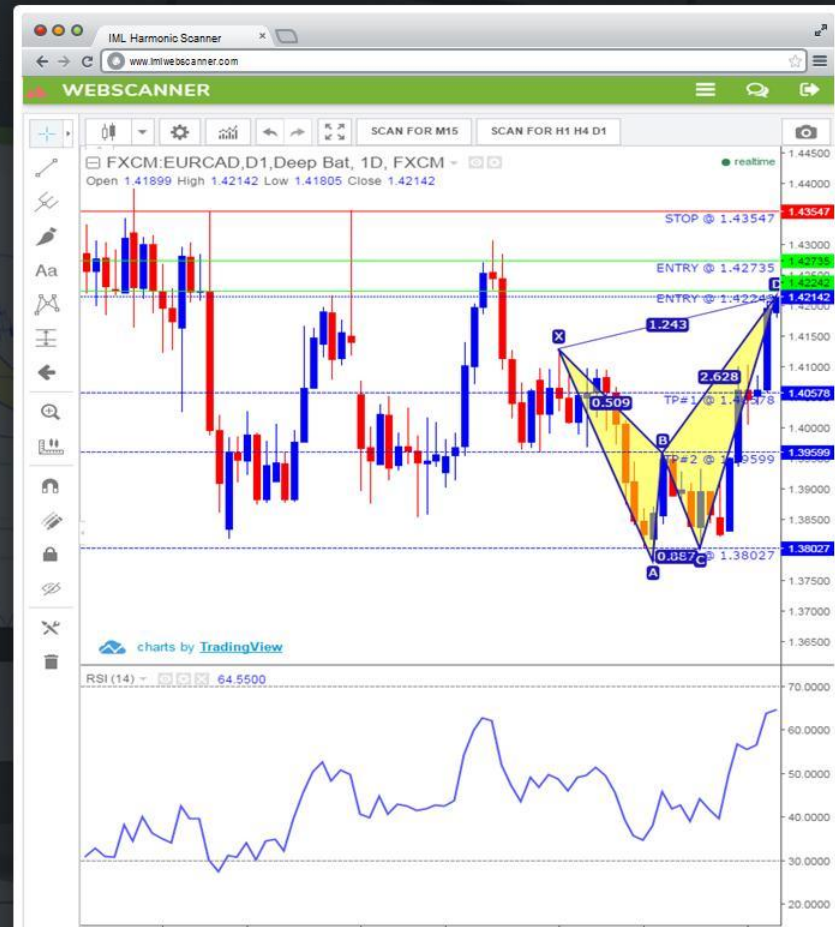 IML Harmonic Scanner
www.imlwebscanner.com
WEBSCANNER
SCAN FOR M15
SCAN FOR H1 H4 D1
FXCM:EURCAD,D1,Deep Bat, 1D, FXCM
realtime
Open 1.41899 High 1.42142 Low 1.41805 Close 1.42142
Aa
STOP @ 1.43547
ENTRY @ 1.42735
ENTRY @ 1.4224
D
1.243
X
2.628
0.509
TP#1 @ 1.40578
B
TP#2 @ 1.39599
0.887 @ 1.38027
C
A
1.44500
1.44000
1.43547
1.43000
1.42735
1.42242
1.42142
1.41500
1.41000
1.40578
1.40000
1.39599
1.39000
1.38500
1.38027
1.37500
1.37000
1.36500
charts by TradingView
RSI (14) 64.5500
70.0000
60.0000
50.0000
40.0000
30.0000
20.0000